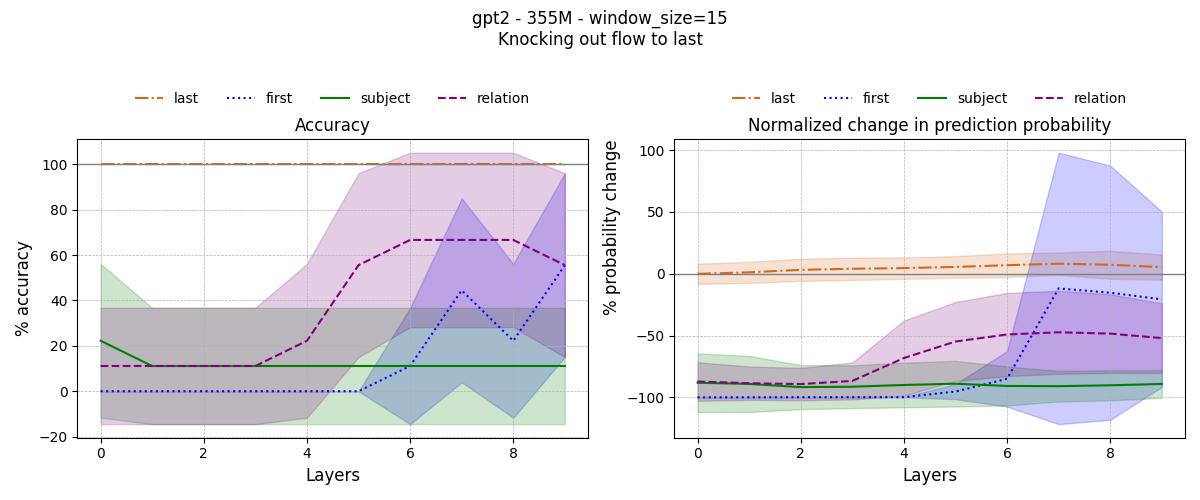 gpt2 - 355M - window_size=15
Knocking out flow to last
last first subject relation
Accuracy
% accuracy
100
80
60
40
20
0
−20
0 2 4 6 8
Layers
last first subject relation
Normalized change in prediction probability
% probability change
100
50
0
−50
−100
0 2 4 6 8
Layers